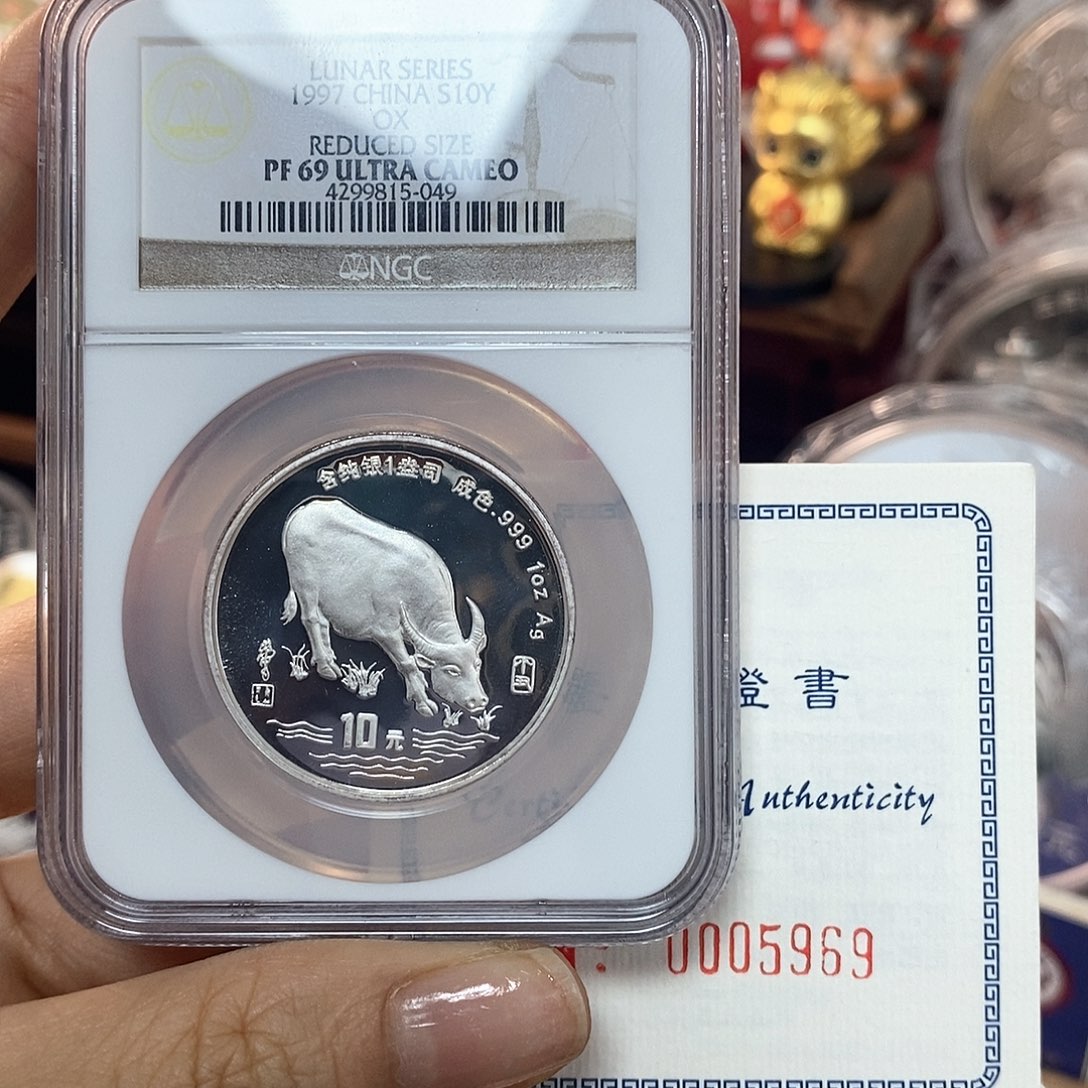 LUNAR SERIES
1997 CHINA S10Y
OX
REDUCED SIZE
PF 69 ULTRA CAMEO
4299815-049
NGC
含纯银1盎司 成色.999 1oz Ag
10元
證書
Authenticity
0005969